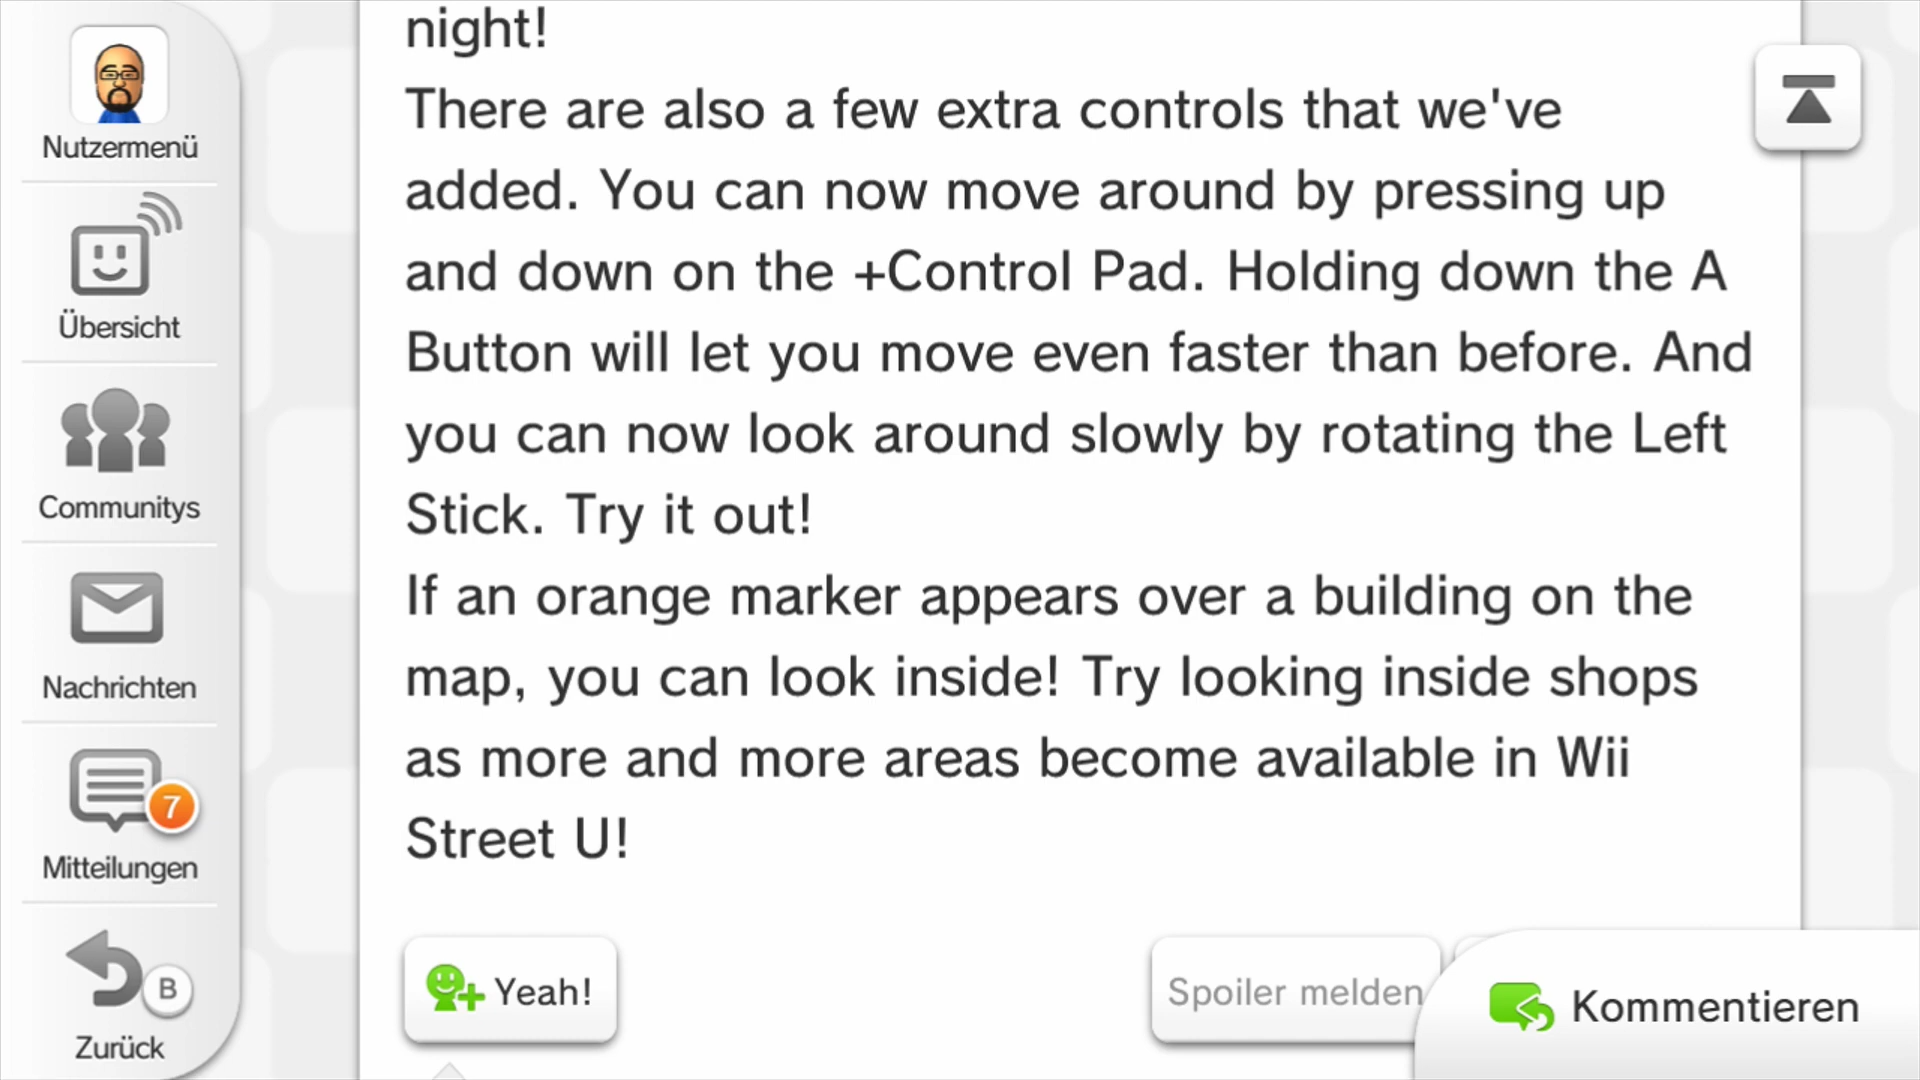 night!
There are also a few extra controls that we've
added. You can now move around by pressing up
and down on the +Control Pad. Holding down the A
Button will let you move even faster than before. And
you can now look around slowly by rotating the Left
Stick. Try it out!
If an orange marker appears over a building on the
map, you can look inside! Try looking inside shops
as more and more areas become available in Wii
Street U!
Nutzermenü
Übersicht
Communitys
Nachrichten
7
Mitteilungen
B
Zurück
Yeah!
Spoiler melden
Kommentieren